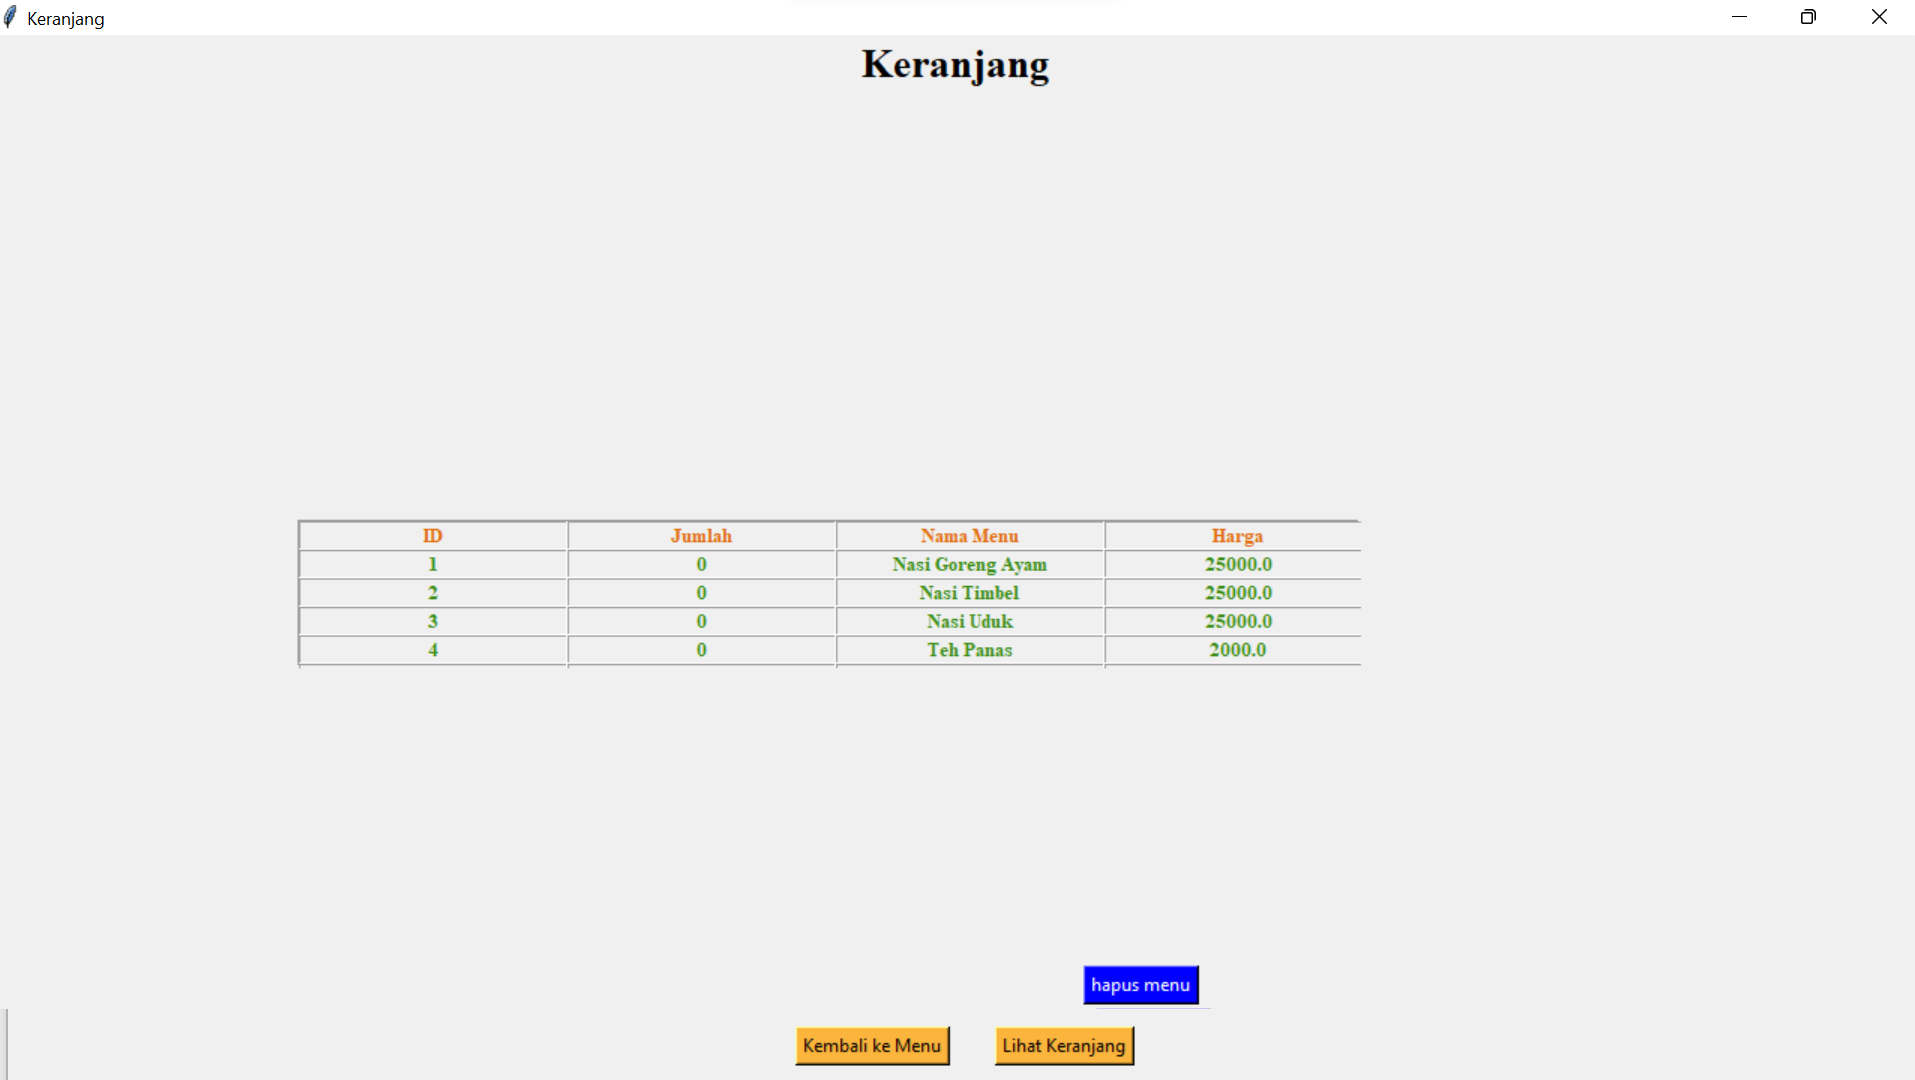 Keranjang
Keranjang
ID Jumlah Nama Menu Harga
1 0 Nasi Goreng Ayam 25000.0
2 0 Nasi Timbel 25000.0
3 0 Nasi Uduk 25000.0
4 0 Teh Panas 2000.0
hapus menu
Kembali ke Menu Lihat Keranjang